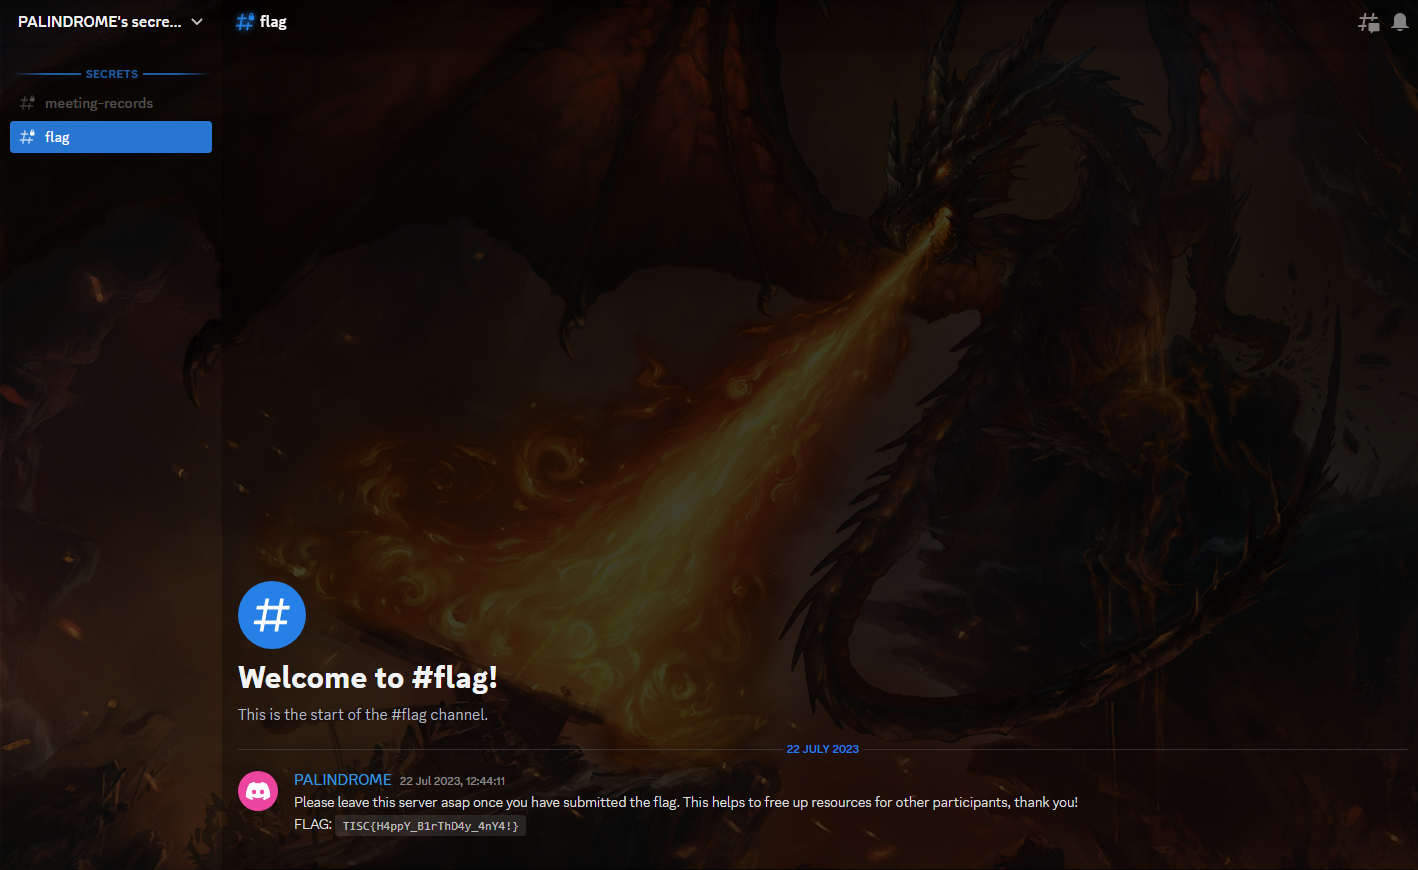 PALINDROME's secre...
# flag
SECRETS
meeting-records
flag
#
Welcome to #flag!
This is the start of the #flag channel.
22 JULY 2023
PALINDROME 22 Jul 2023, 12:44:11
Please leave this server asap once you have submitted the flag. This helps to free up resources for other participants, thank you!
FLAG: TISC{H4ppY_B1rThD4y_4nY4!}